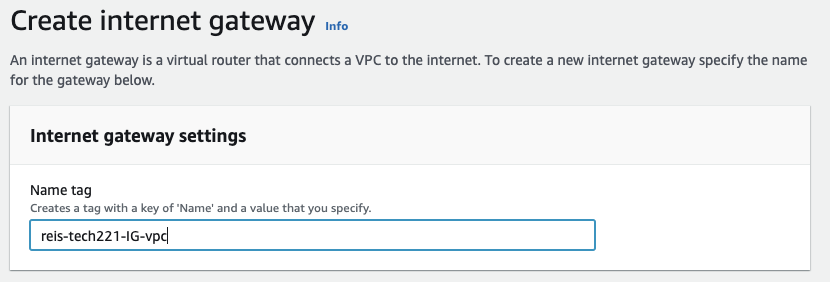 Create internet gateway Info
An internet gateway is a virtual router that connects a VPC to the internet. To create a new internet gateway specify the name
for the gateway below.
Internet gateway settings
Name tag
Creates a tag with a key of 'Name' and a value that you specify.
reis-tech221-IG-vpc